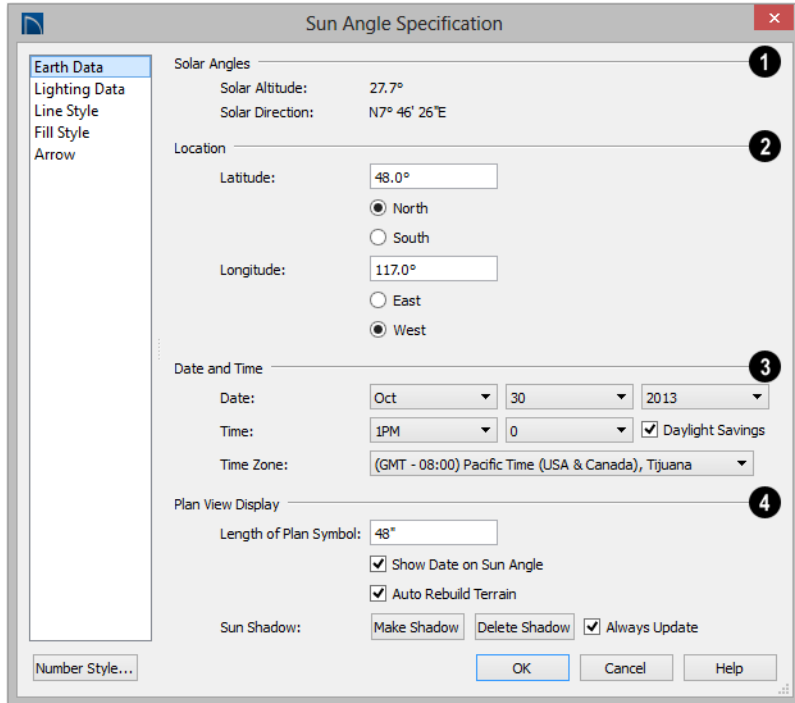 Sun Angle Specification
Earth Data
Lighting Data
Line Style
Fill Style
Arrow
Solar Angles
1
Solar Altitude: 27.7°
Solar Direction: N7° 46' 26"E
Location
2
Latitude: 48.0°
North
South
Longitude: 117.0°
East
West
Date and Time
3
Date: Oct 30 2013
Time: 1PM 0 Daylight Savings
Time Zone: (GMT - 08:00) Pacific Time (USA & Canada), Tijuana
Plan View Display
4
Length of Plan Symbol: 48"
Show Date on Sun Angle
Auto Rebuild Terrain
Sun Shadow: Make Shadow Delete Shadow Always Update
Number Style... OK Cancel Help